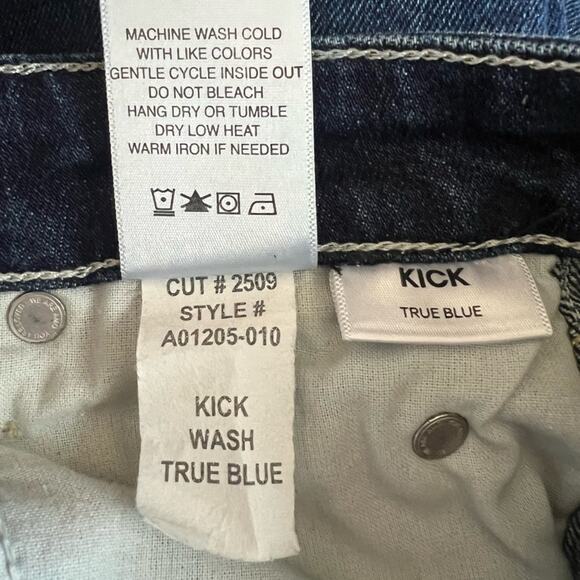 MACHINE WASH COLD
WITH LIKE COLORS
GENTLE CYCLE INSIDE OUT
DO NOT BLEACH
HANG DRY OR TUMBLE
DRY LOW HEAT
WARM IRON IF NEEDED
CUT # 2509
STYLE #
A01205-010
KICK
WASH
TRUE BLUE
KICK
TRUE BLUE